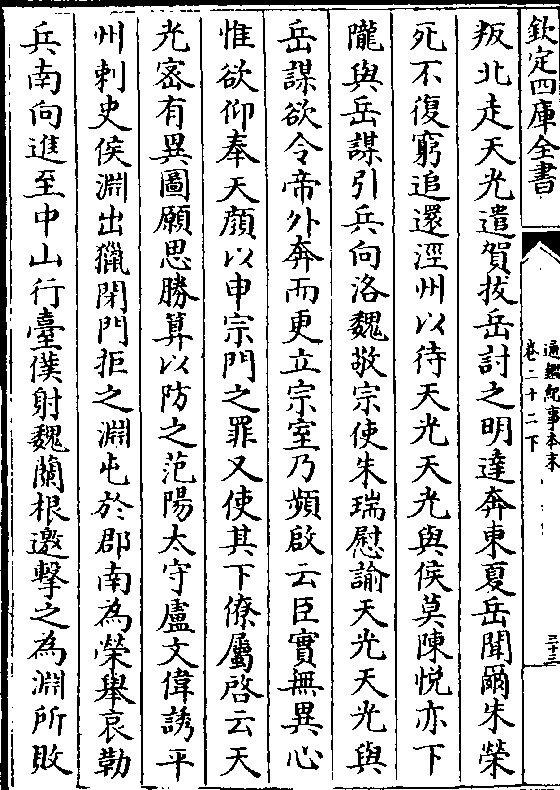 欽定四庫全書
通鑑紀事本末
卷二十二下
三十三
叛北走天光遣賀拔岳討之明達奔東夏岳聞爾朱榮
死不復窮追還涇州以待天光天光與侯莫陳悅亦下
隴與岳謀引兵向洛魏敬宗使朱瑞慰諭天光天光與
岳謀欲令帝外奔而更立宗室乃頻啟云臣實無異心
惟欲仰奉天顔以申宗門之罪又使其下僚屬啓云天
光宻有異圖願思勝算以防之范陽太守盧文偉誘平
州刺史侯淵出獵閉門拒之淵屯於郡南為榮舉哀勒
兵南向進至中山行臺僕射魏蘭根邀擊之為淵所敗